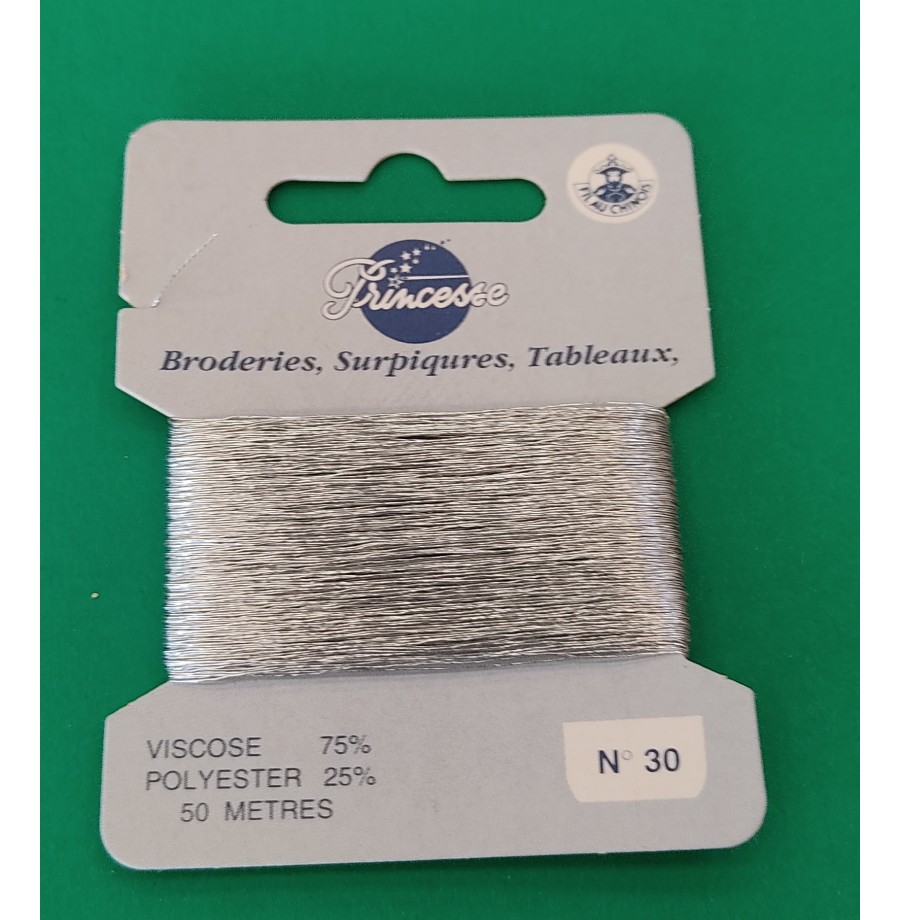 FIL AU CHINOIS
Princesse
Broderies, Surpiqures, Tableaux,
VISCOSE 75%
POLYESTER 25%
50 METRES
N° 30